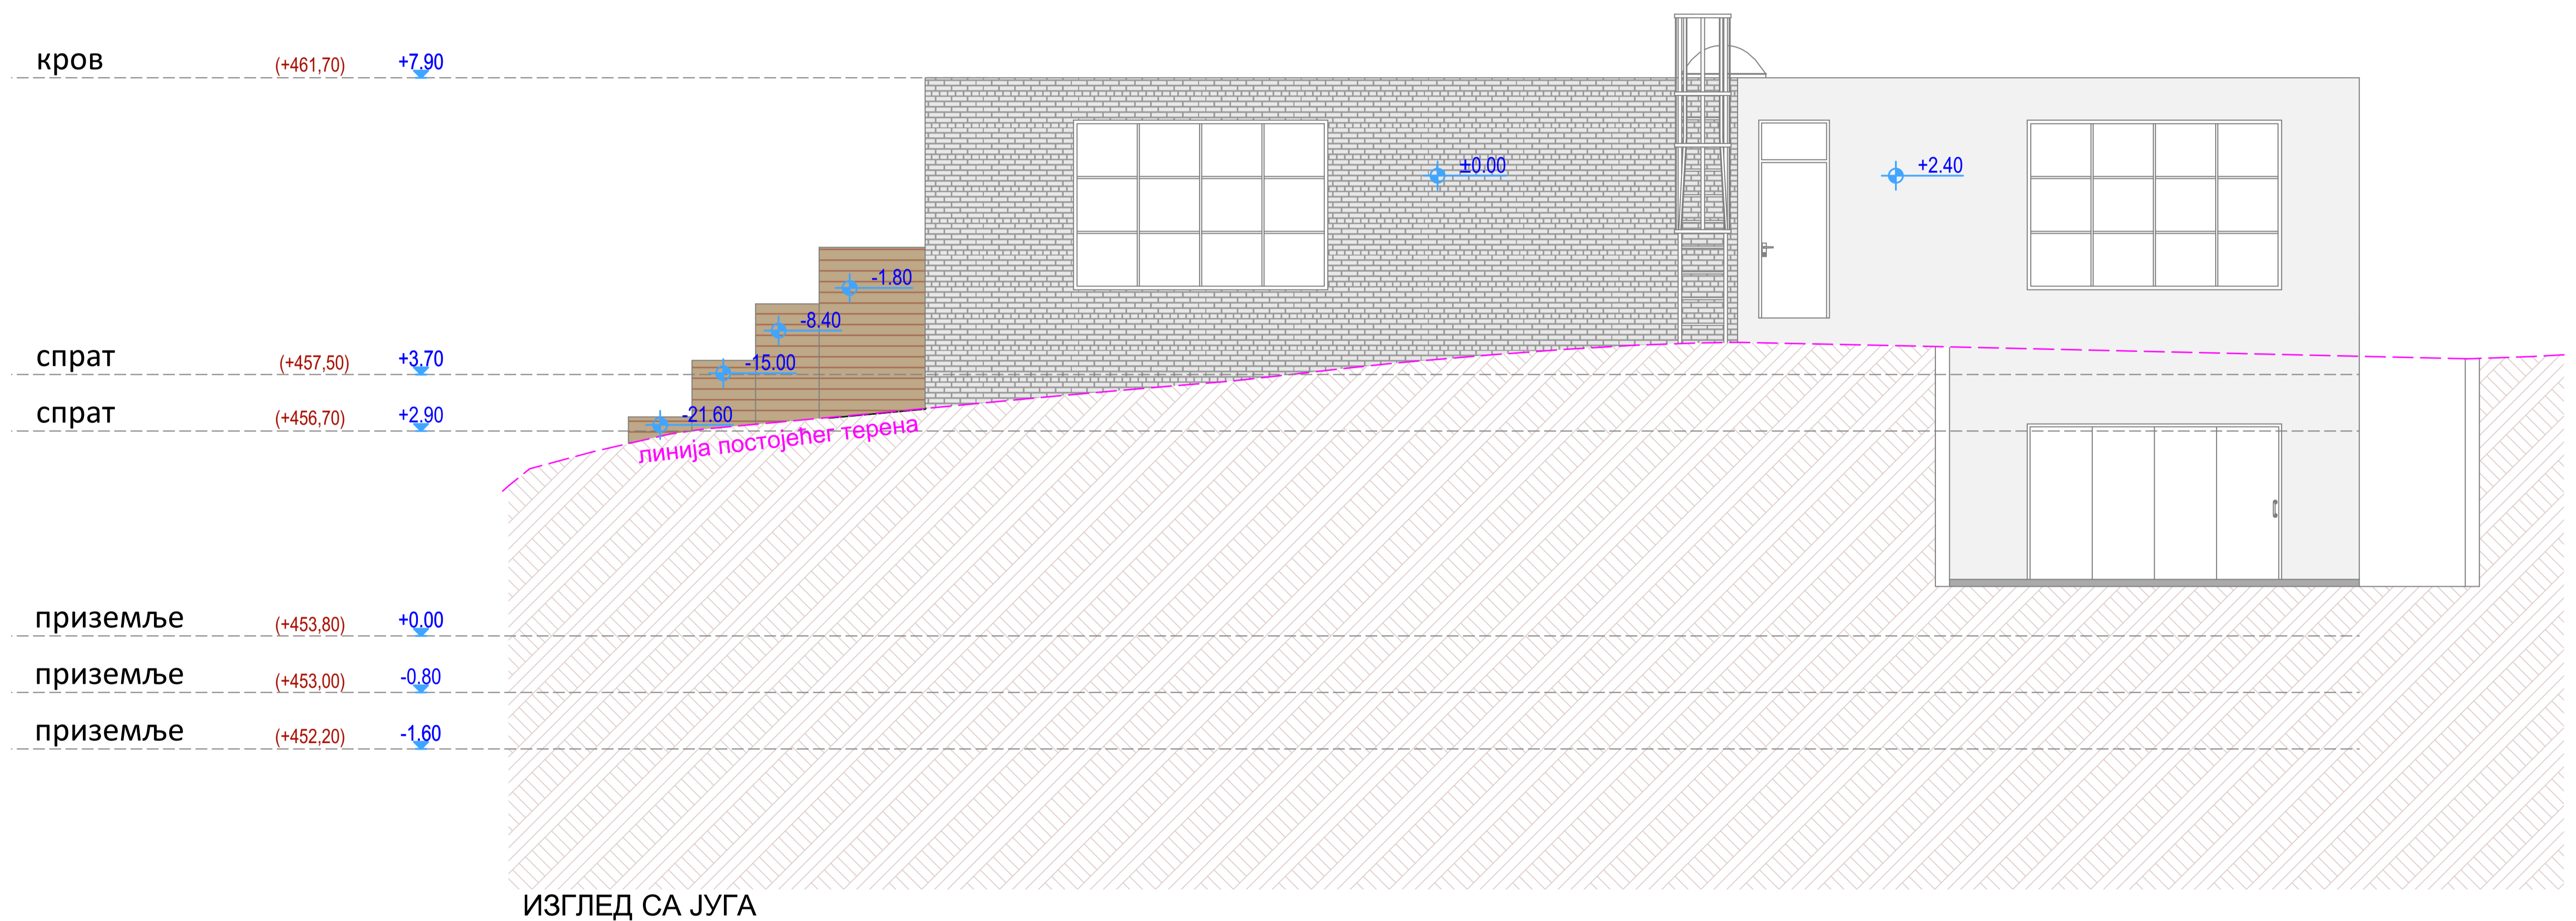 кров (+461,70) +7.90
±0.00
+2.40
-1.80
-8.40
спрат (+457,50) +3.70
-15.00
спрат (+456,70) +2.90
-21.60
линија постојећег терена
приземље (+453,80) +0.00
приземље (+453,00) -0.80
приземље (+452,20) -1.60
ИЗГЛЕД СА ЈУГА